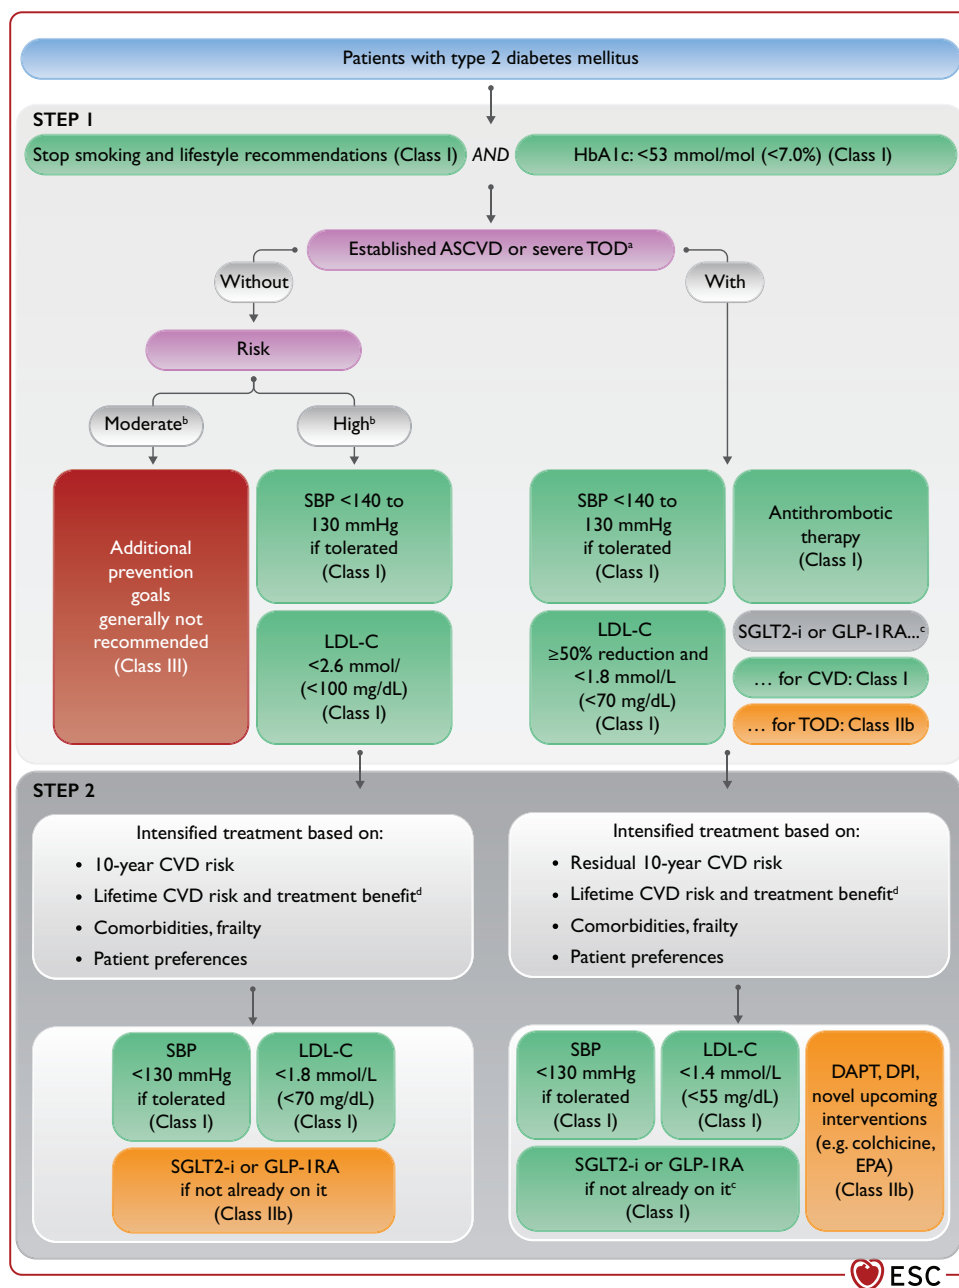 Patients with type 2 diabetes mellitus
STEP 1
Stop smoking and lifestyle recommendations (Class I)
AND
HbA1c: <53 mmol/mol (<7.0%) (Class I)
Established ASCVD or severe TODᵃ
Without
With
Risk
Moderateᵇ
Highᵇ
Additional
prevention
goals
generally not
recommended
(Class III)
SBP <140 to
130 mmHg
if tolerated
(Class I)
LDL-C
<2.6 mmol/
(<100 mg/dL)
(Class I)
SBP <140 to
130 mmHg
if tolerated
(Class I)
LDL-C
≥50% reduction and
<1.8 mmol/L
(<70 mg/dL)
(Class I)
Antithrombotic
therapy
(Class I)
SGLT2-i or GLP-1RA...ᶜ
... for CVD: Class I
... for TOD: Class IIb
STEP 2
Intensified treatment based on:
• 10-year CVD risk
• Lifetime CVD risk and treatment benefitᵈ
• Comorbidities, frailty
• Patient preferences
Intensified treatment based on:
• Residual 10-year CVD risk
• Lifetime CVD risk and treatment benefitᵈ
• Comorbidities, frailty
• Patient preferences
SBP
<130 mmHg
if tolerated
(Class I)
LDL-C
<1.8 mmol/L
(<70 mg/dL)
(Class I)
SGLT2-i or GLP-1RA
if not already on it
(Class IIb)
SBP
<130 mmHg
if tolerated
(Class I)
LDL-C
<1.4 mmol/L
(<55 mg/dL)
(Class I)
SGLT2-i or GLP-1RA
if not already on itᶜ
(Class I)
DAPT, DPI,
novel upcoming
interventions
(e.g. colchicine,
EPA)
(Class IIb)
ESC